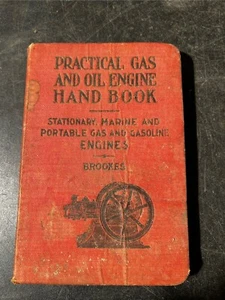 PRACTICAL GAS
AND OIL ENGINE
HAND BOOK
STATIONARY, MARINE AND
PORTABLE GAS AND GASOLINE
ENGINES
BROOKES